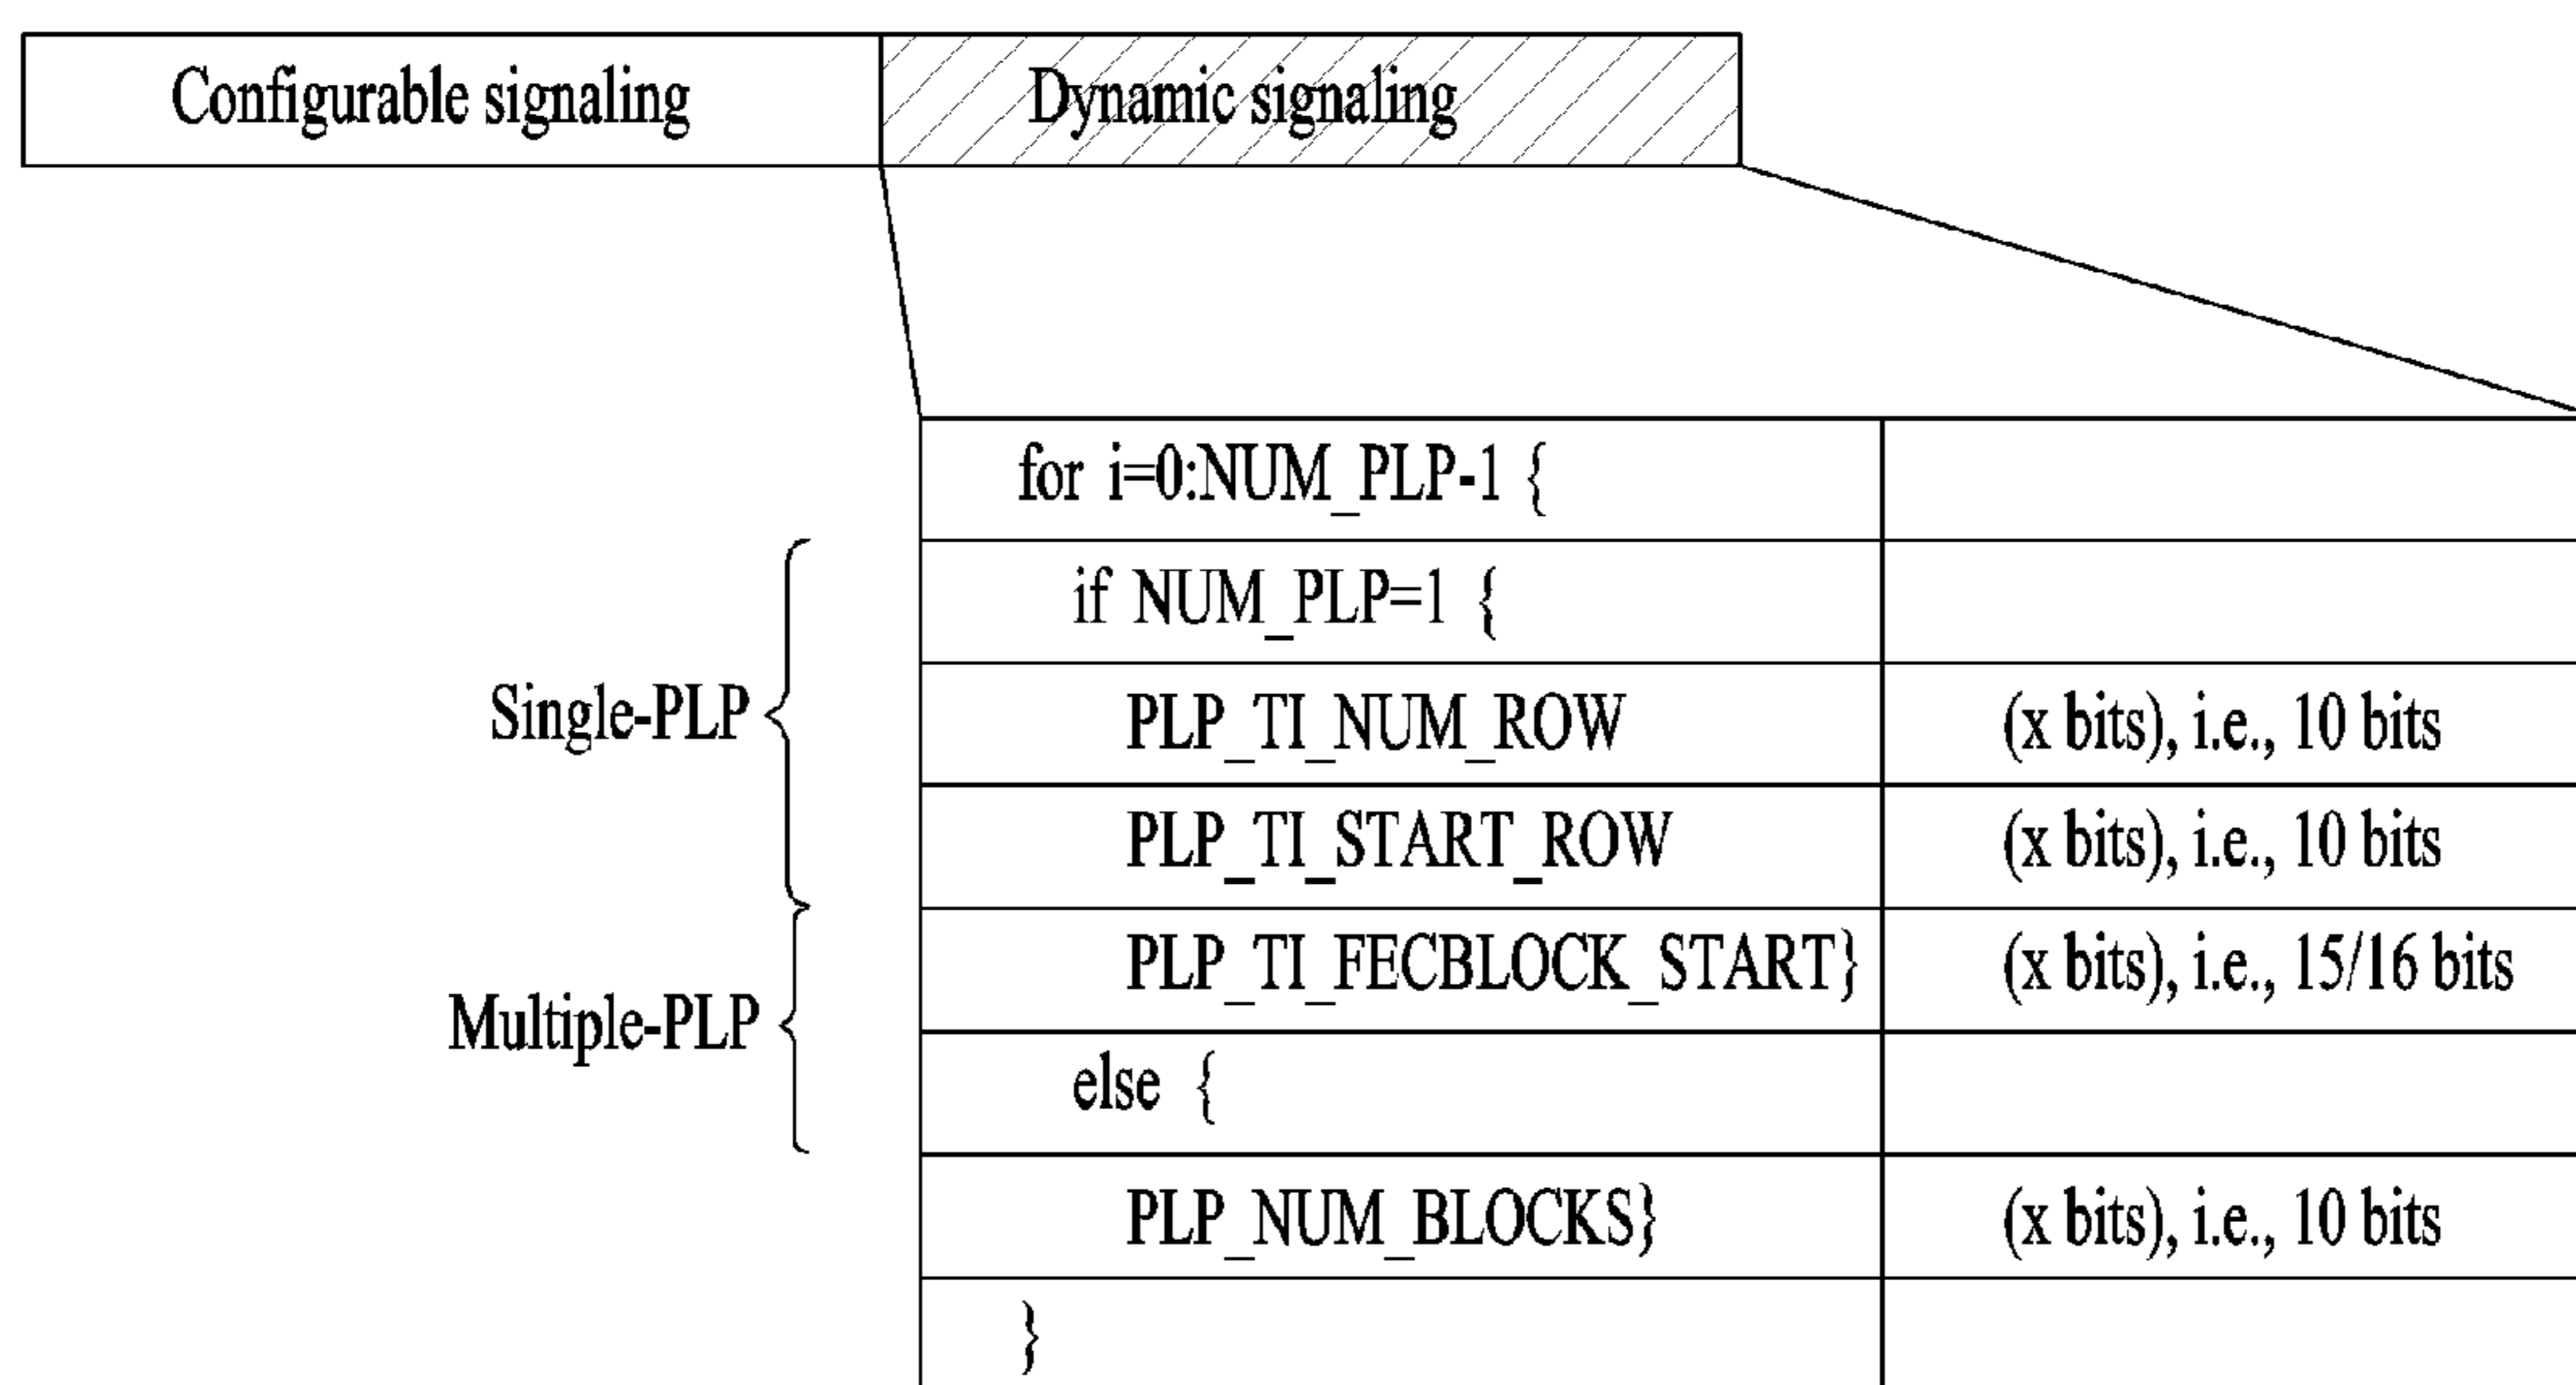 Configurable signaling
Dynamic signaling
for i=0:NUM_PLP-1 {
if NUM_PLP=1 {
Single-PLP
PLP_TI_NUM_ROW (x bits), i.e., 10 bits
PLP_TI_START_ROW (x bits), i.e., 10 bits
PLP_TI_FECBLOCK_START} (x bits), i.e., 15/16 bits
Multiple-PLP
else {
PLP_NUM_BLOCKS} (x bits), i.e., 10 bits
}